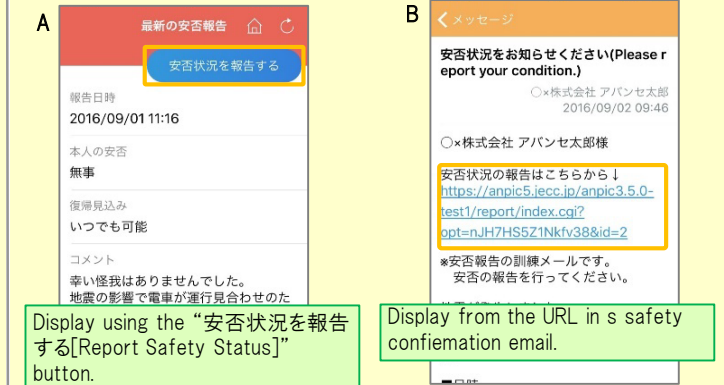 A
最新の安否報告
安否状況を報告する
報告日時
2016/09/01 11:16
本人の安否
無事
復帰見込み
いつでも可能
コメント
幸い怪我はありませんでした。
地震の影響で電車が運行見合わせのた
Display using the “安否状況を報告
する[Report Safety Status]”
button.
B
メッセージ
安否状況をお知らせください(Please r
eport your condition.)
○×株式会社 アバンセ太郎
2016/09/02 09:46
○×株式会社 アバンセ太郎様
安否状況の報告はこちらから↓
https://anpic5.jecc.jp/anpic3.5.0-
test1/report/index.cgi?
opt=nJH7HS5Z1Nkfv38&id=2
※安否報告の訓練メールです。
安否の報告を行ってください。
Display from the URL in s safety
confiemation email.